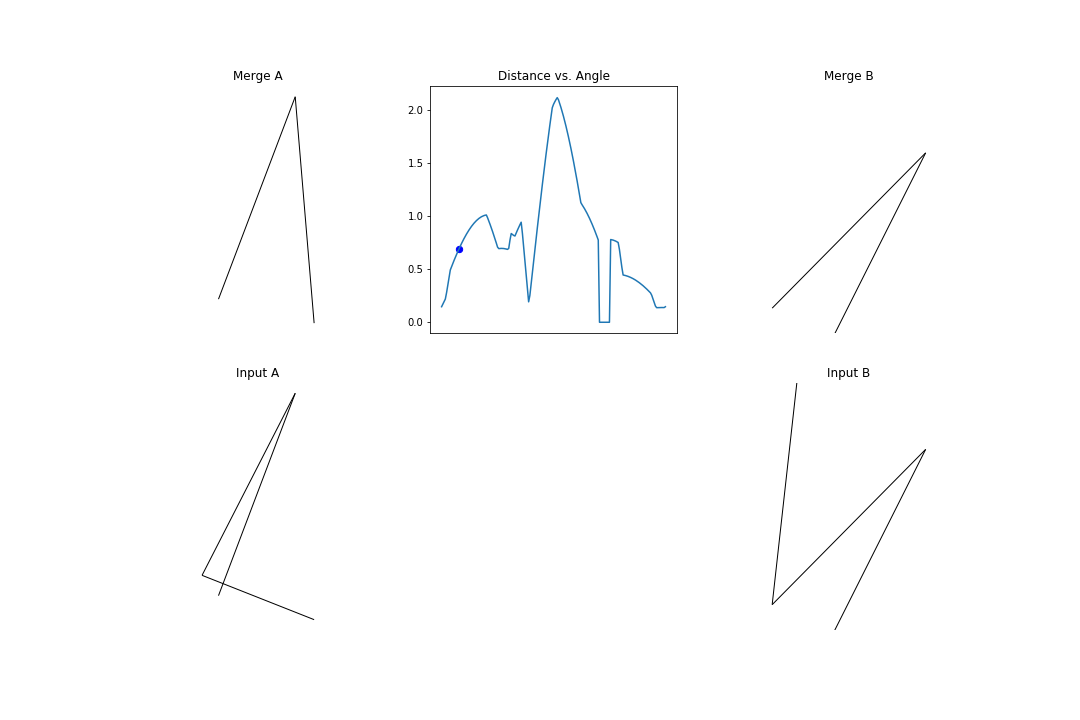 Merge A
Distance vs. Angle
Merge B
2.0
1.5
1.0
0.5
0.0
Input A
Input B